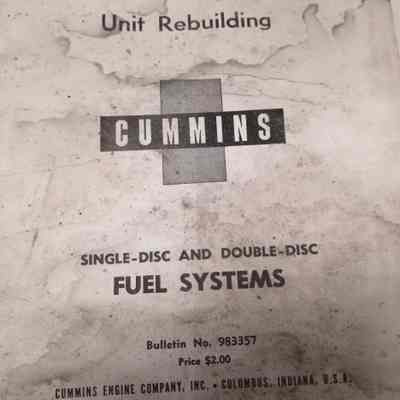 Unit Rebuilding
CUMMINS
SINGLE-DISC AND DOUBLE-DISC
FUEL SYSTEMS
Bulletin No. 983357
Price $2.00
CUMMINS ENGINE COMPANY, INC. • COLUMBUS, INDIANA, U.S.A.